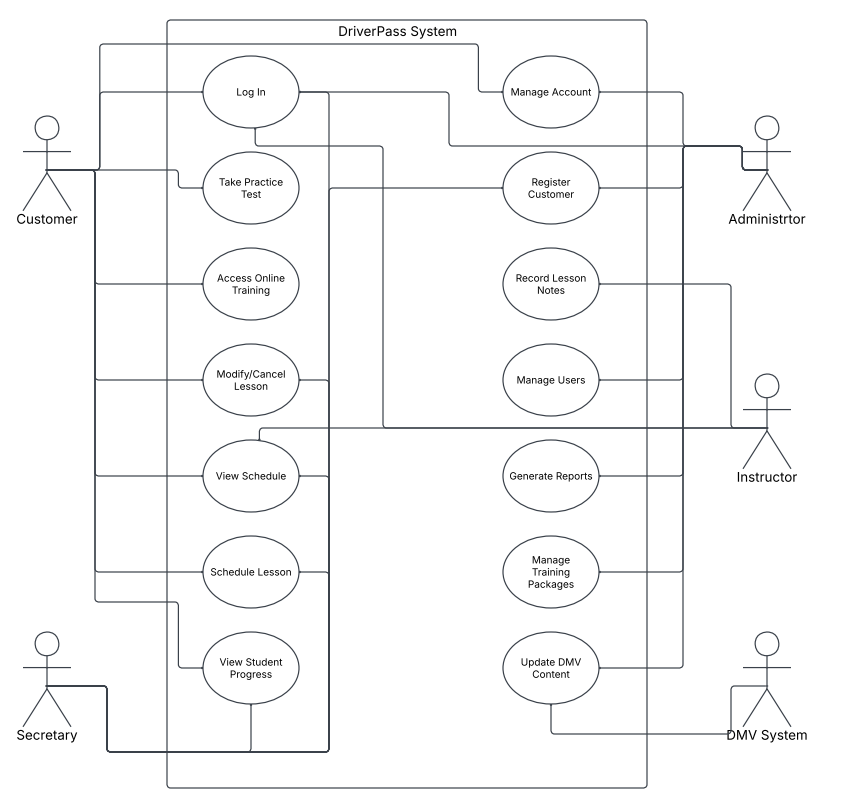 DriverPass System
Log In
Manage Account
Customer
Take Practice
Test
Register
Customer
Administrtor
Access Online
Training
Record Lesson
Notes
Modify/Cancel
Lesson
Manage Users
View Schedule
Generate Reports
Instructor
Schedule Lesson
Manage
Training
Packages
View Student
Progress
Update DMV
Content
Secretary
DMV System